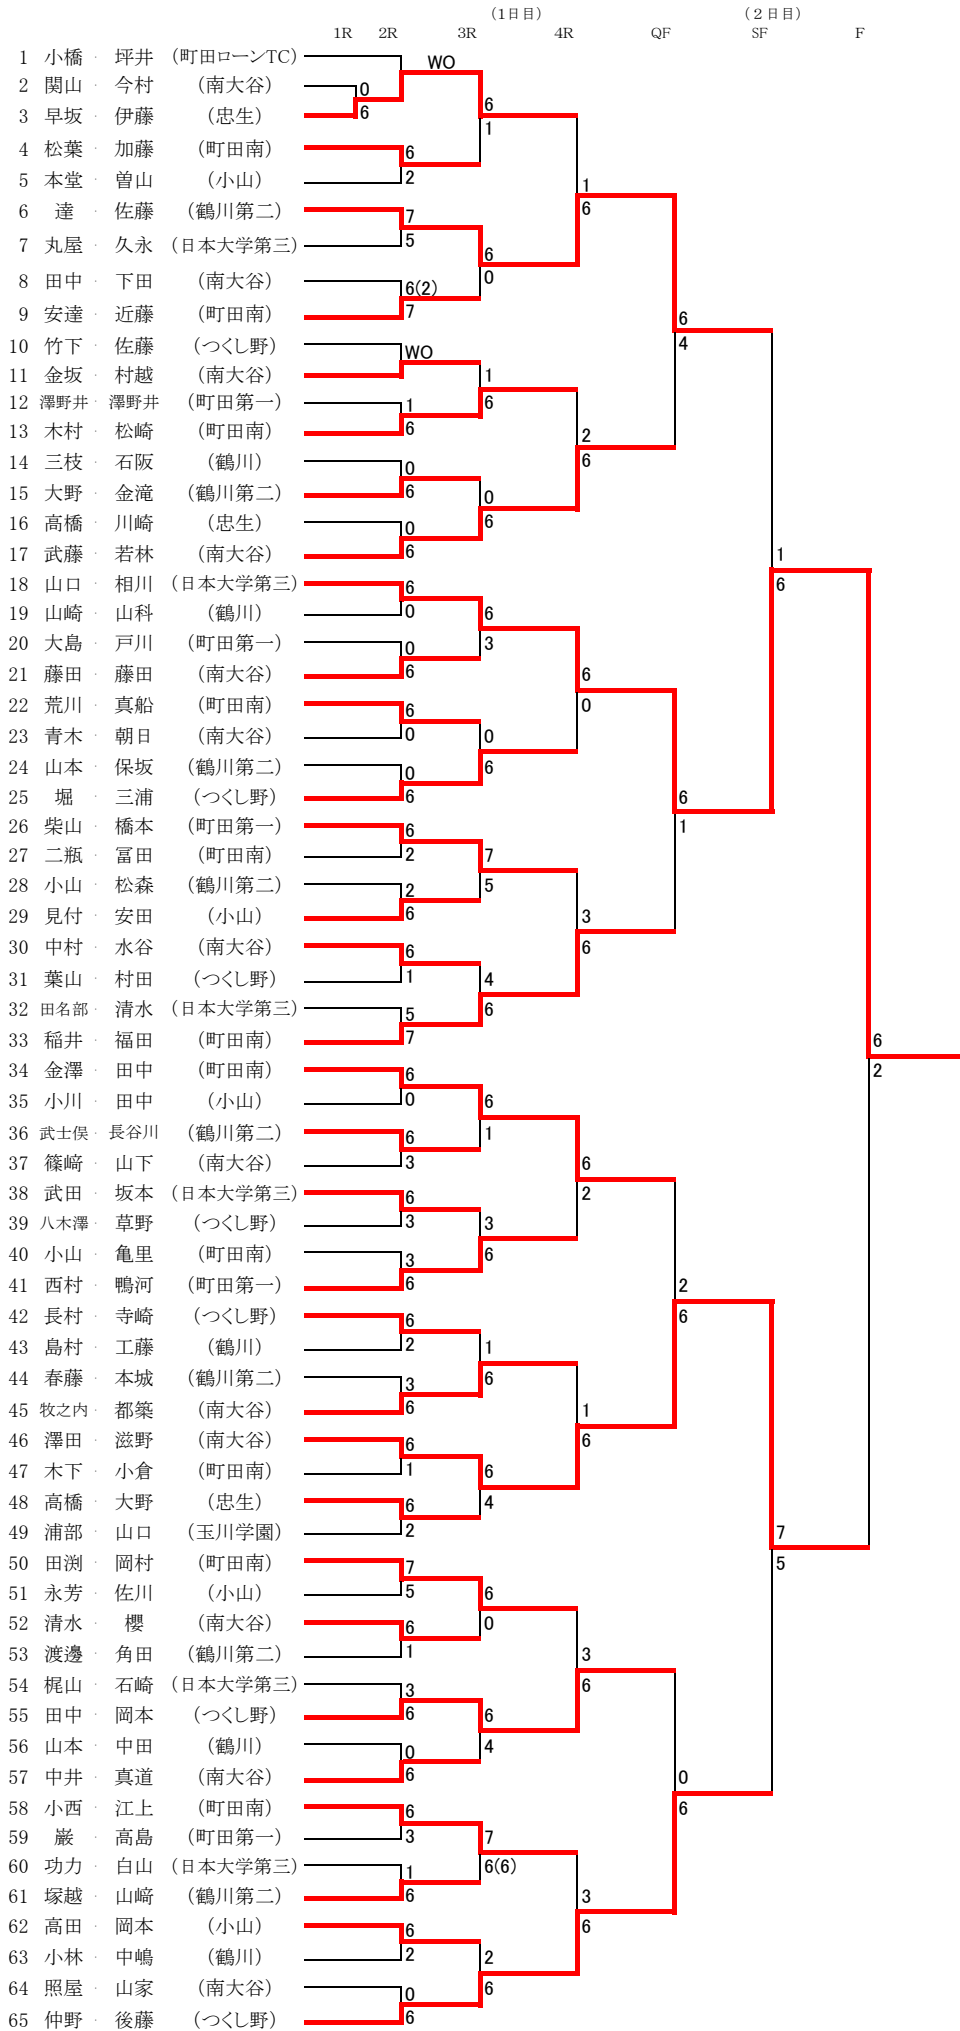 (1日目) (2日目)
1R 2R 3R 4R QF SF F
1 小橋 · 坪井 (町田ローンTC)
WO
2 関山 · 今村 (南大谷) 0
3 早坂 · 伊藤 (忠生) 6
6
1
4 松葉 · 加藤 (町田南) 6
5 本堂 · 曽山 (小山) 2
1
6
6 達 · 佐藤 (鶴川第二) 7
7 丸屋 · 久永 (日本大学第三) 5
6
0
8 田中 · 下田 (南大谷) 6(2)
9 安達 · 近藤 (町田南) 7
6
4
10 竹下 · 佐藤 (つくし野) WO
11 金坂 · 村越 (南大谷)
1
6
12 澤野井 · 澤野井 (町田第一) 1
13 木村 · 松崎 (町田南) 6
2
6
14 三枝 · 石阪 (鶴川) 0
15 大野 · 金滝 (鶴川第二) 6
0
6
16 高橋 · 川崎 (忠生) 0
17 武藤 · 若林 (南大谷) 6
1
6
18 山口 · 相川 (日本大学第三) 6
19 山崎 · 山科 (鶴川) 0
6
3
20 大島 · 戸川 (町田第一) 0
21 藤田 · 藤田 (南大谷) 6
6
0
22 荒川 · 真船 (町田南) 6
23 青木 · 朝日 (南大谷) 0
0
6
24 山本 · 保坂 (鶴川第二) 0
25 堀 · 三浦 (つくし野) 6
6
1
26 柴山 · 橋本 (町田第一) 6
27 二瓶 · 冨田 (町田南) 2
7
5
28 小山 · 松森 (鶴川第二) 2
29 見付 · 安田 (小山) 6
3
6
30 中村 · 水谷 (南大谷) 6
31 葉山 · 村田 (つくし野) 1
4
6
32 田名部 · 清水 (日本大学第三) 5
33 稲井 · 福田 (町田南) 7
6
2
34 金澤 · 田中 (町田南) 6
35 小川 · 田中 (小山) 0
6
1
36 武士俣 · 長谷川 (鶴川第二) 6
37 篠﨑 · 山下 (南大谷) 3
6
2
38 武田 · 坂本 (日本大学第三) 6
39 八木澤 · 草野 (つくし野) 3
3
6
40 小山 · 亀里 (町田南) 3
41 西村 · 鴨河 (町田第一) 6
2
6
42 長村 · 寺崎 (つくし野) 6
43 島村 · 工藤 (鶴川) 2
1
6
44 春藤 · 本城 (鶴川第二) 3
45 牧之内 · 都築 (南大谷) 6
1
6
46 澤田 · 滋野 (南大谷) 6
47 木下 · 小倉 (町田南) 1
6
4
48 高橋 · 大野 (忠生) 6
49 浦部 · 山口 (玉川学園) 2
7
5
50 田渕 · 岡村 (町田南) 7
51 永芳 · 佐川 (小山) 5
6
0
52 清水 · 櫻 (南大谷) 6
53 渡邊 · 角田 (鶴川第二) 1
3
6
54 梶山 · 石崎 (日本大学第三) 3
55 田中 · 岡本 (つくし野) 6
6
4
56 山本 · 中田 (鶴川) 0
57 中井 · 真道 (南大谷) 6
0
6
58 小西 · 江上 (町田南) 6
59 巌 · 高島 (町田第一) 3
7
6(6)
60 功力 · 白山 (日本大学第三) 1
61 塚越 · 山﨑 (鶴川第二) 6
3
6
62 高田 · 岡本 (小山) 6
63 小林 · 中嶋 (鶴川) 2
2
6
64 照屋 · 山家 (南大谷) 0
65 仲野 · 後藤 (つくし野) 6